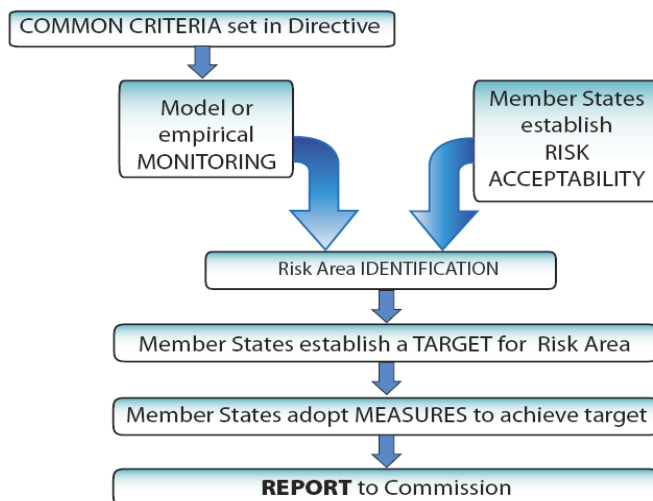 COMMON CRITERIA set in Directive
Model or
empirical
MONITORING
Member States
establish
RISK
ACCEPTABILITY
Risk Area IDENTIFICATION
Member States establish a TARGET for Risk Area
Member States adopt MEASURES to achieve target
REPORT to Commission